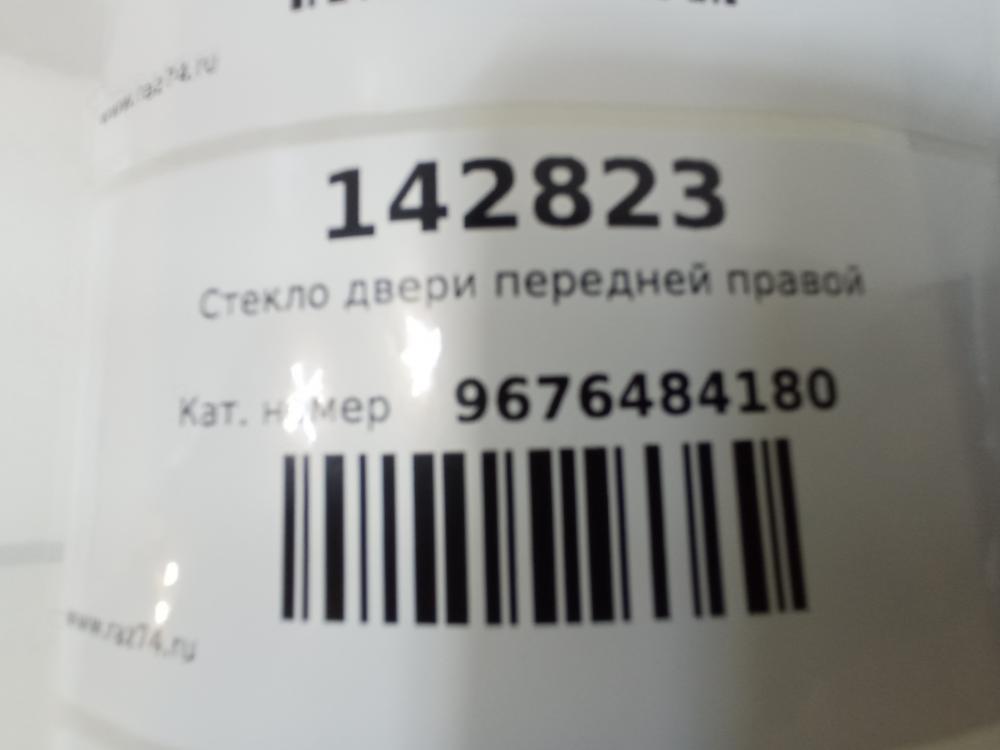 www.raz74.ru
142823
Стекло двери передней правой
Кат. номер 9676484180
www.raz74.ru